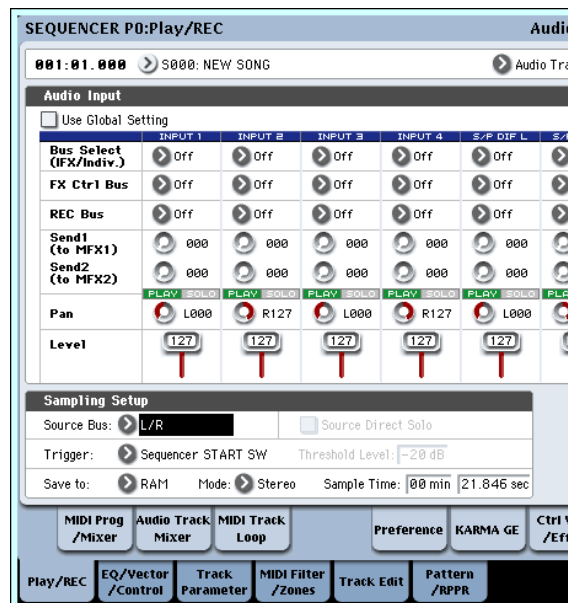 SEQUENCER P0:Play/REC Audio
001:01.000 S000: NEW SONG Audio Tra
Audio Input
Use Global Setting
INPUT 1 INPUT 2 INPUT 3 INPUT 4 S/P DIF L S/
Bus Select (IFX/Indiv.) Off Off Off Off Off
FX Ctrl Bus Off Off Off Off Off
REC Bus Off Off Off Off Off
Send1 (to MFX1) 000 000 000 000 000
Send2 (to MFX2) 000 000 000 000 000
PLAY SOLO PLAY SOLO PLAY SOLO PLAY SOLO PLAY SOLO PLA
Pan L000 R127 L000 R127 L000
Level 127 127 127 127 127
Sampling Setup
Source Bus: L/R Source Direct Solo
Trigger: Sequencer START SW Threshold Level: -20 dB
Save to: RAM Mode: Stereo Sample Time: 00 min 21.846 sec
MIDI Prog /Mixer Audio Track Mixer MIDI Track Loop Preference KARMA GE Ctrl /Ef
Play/REC EQ/Vector /Control Track Parameter MIDI Filter /Zones Track Edit Pattern /RPPR